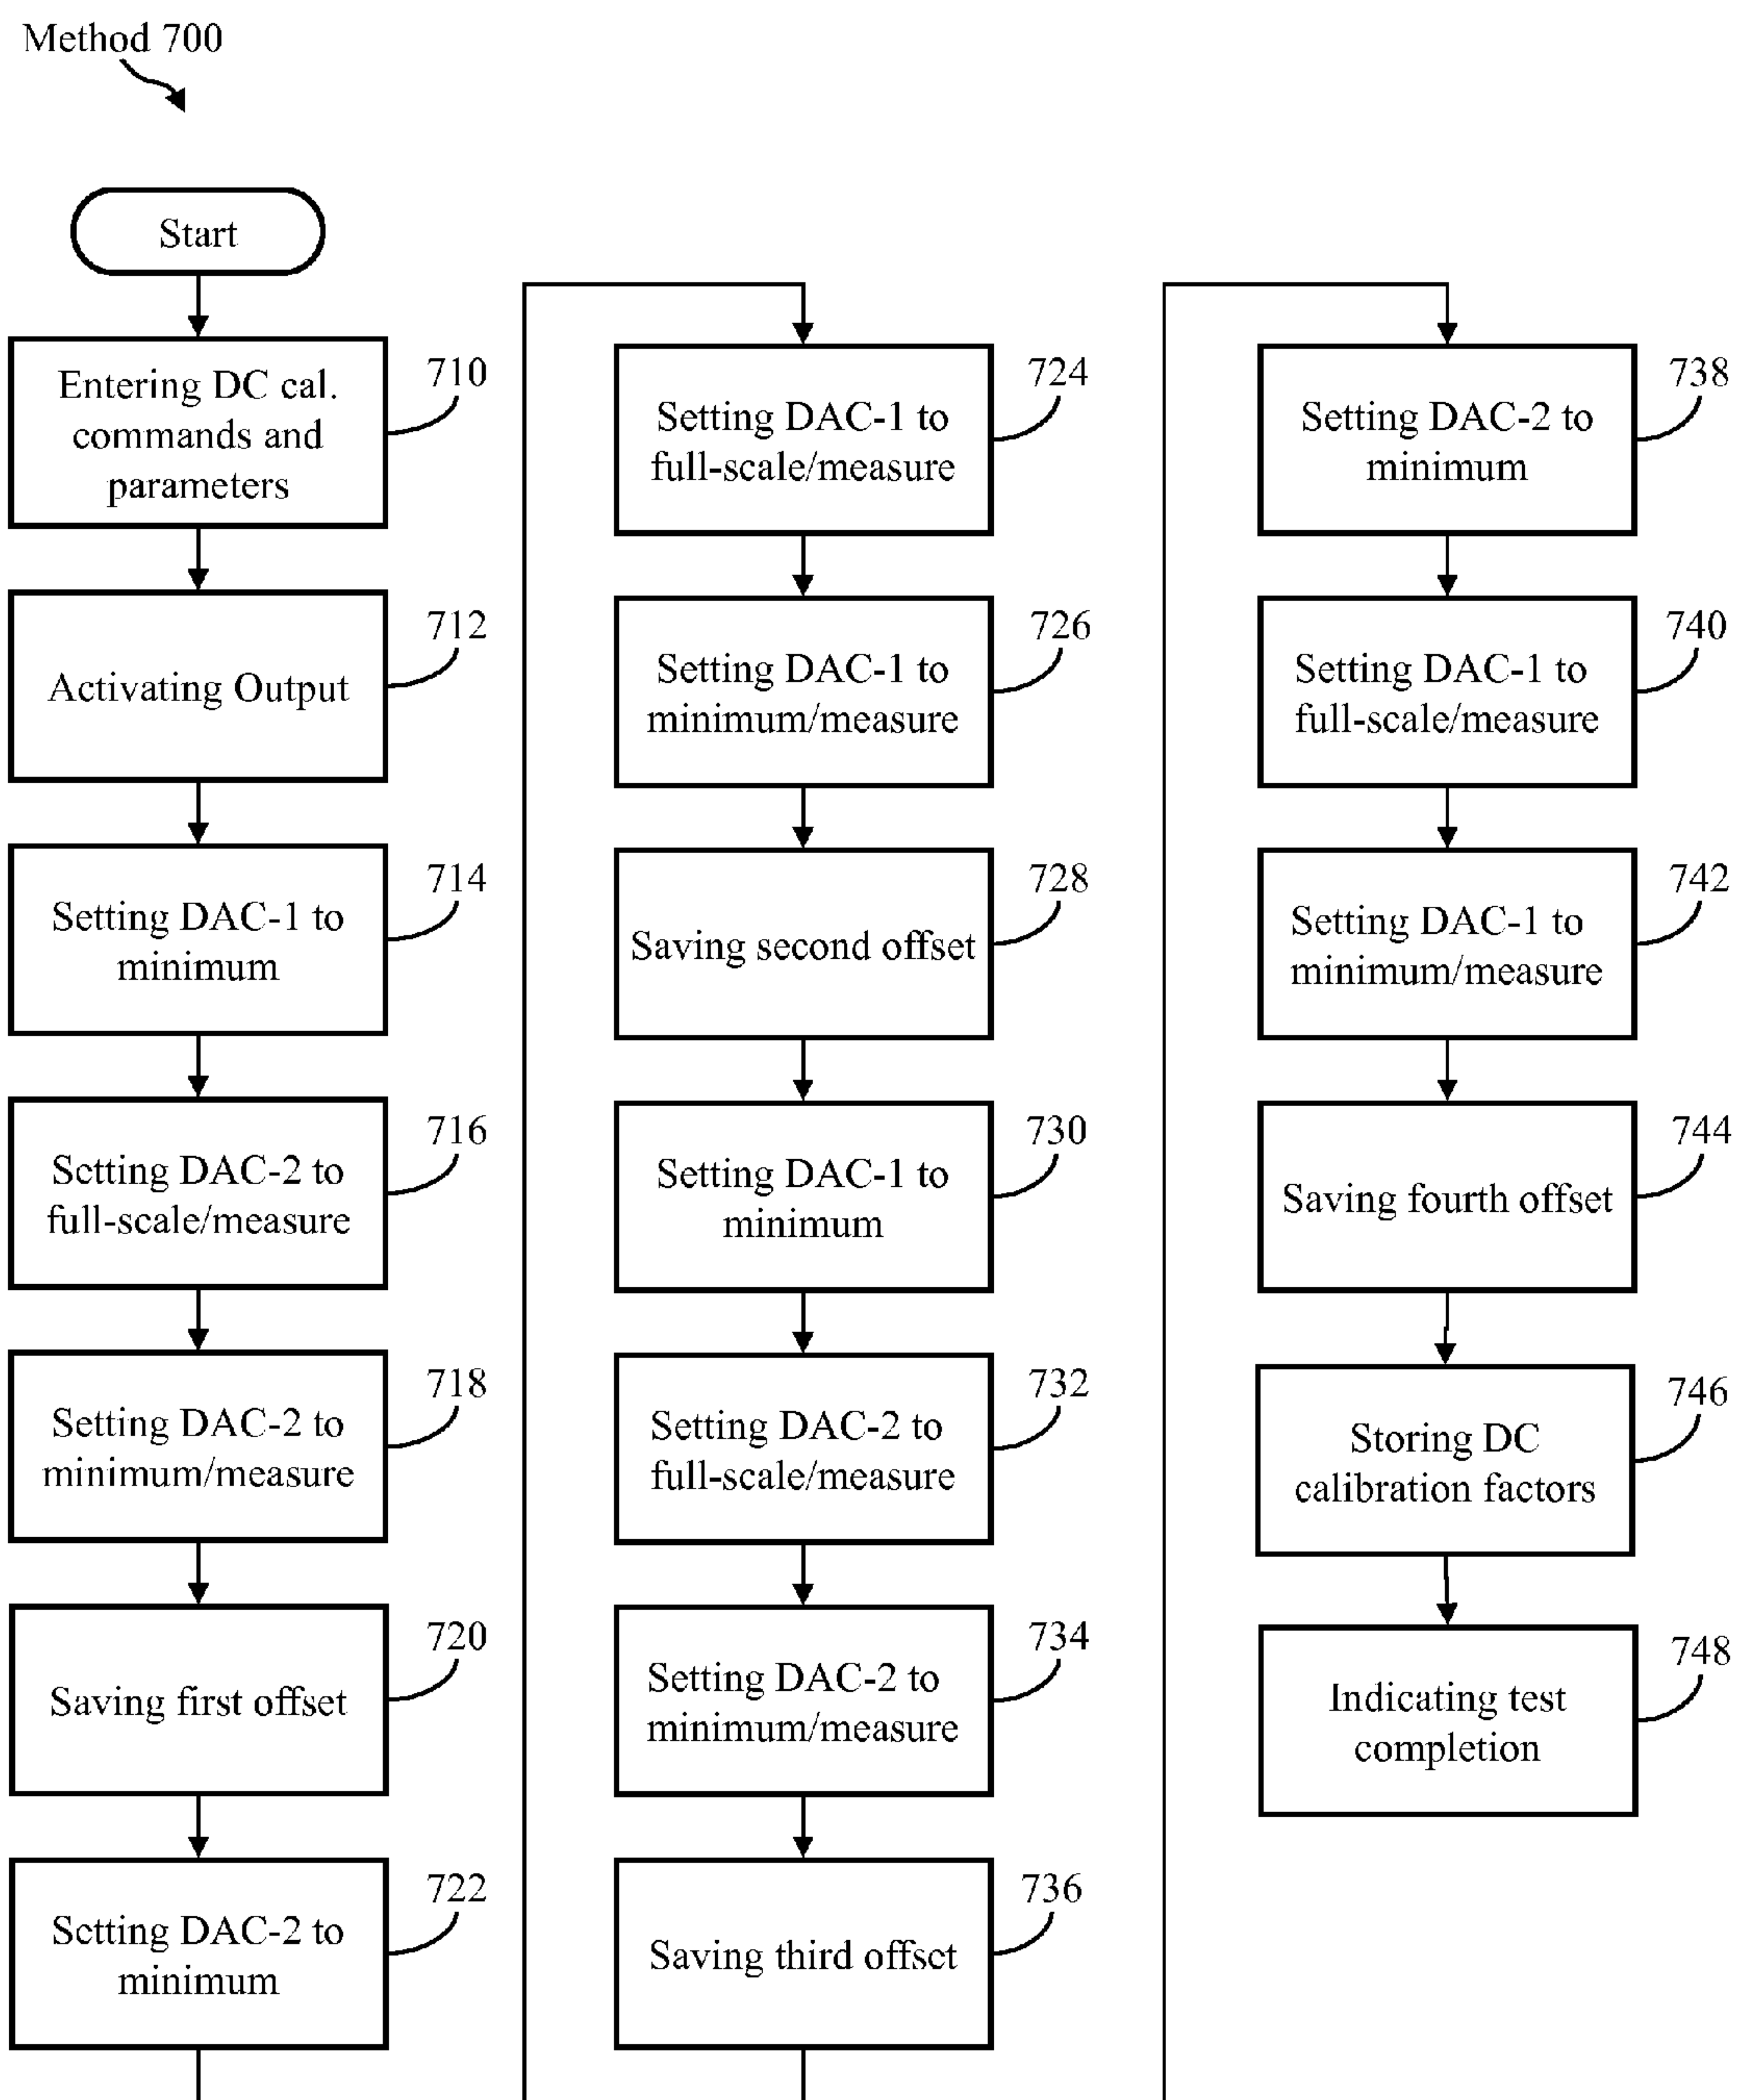 Method 700
Start
Entering DC cal.
commands and
parameters
710
Activating Output
712
Setting DAC-1 to
minimum
714
Setting DAC-2 to
full-scale/measure
716
Setting DAC-2 to
minimum/measure
718
Saving first offset
720
Setting DAC-2 to
minimum
722
Setting DAC-1 to
full-scale/measure
724
Setting DAC-1 to
minimum/measure
726
Saving second offset
728
Setting DAC-1 to
minimum
730
Setting DAC-2 to
full-scale/measure
732
Setting DAC-2 to
minimum/measure
734
Saving third offset
736
Setting DAC-2 to
minimum
738
Setting DAC-1 to
full-scale/measure
740
Setting DAC-1 to
minimum/measure
742
Saving fourth offset
744
Storing DC
calibration factors
746
Indicating test
completion
748